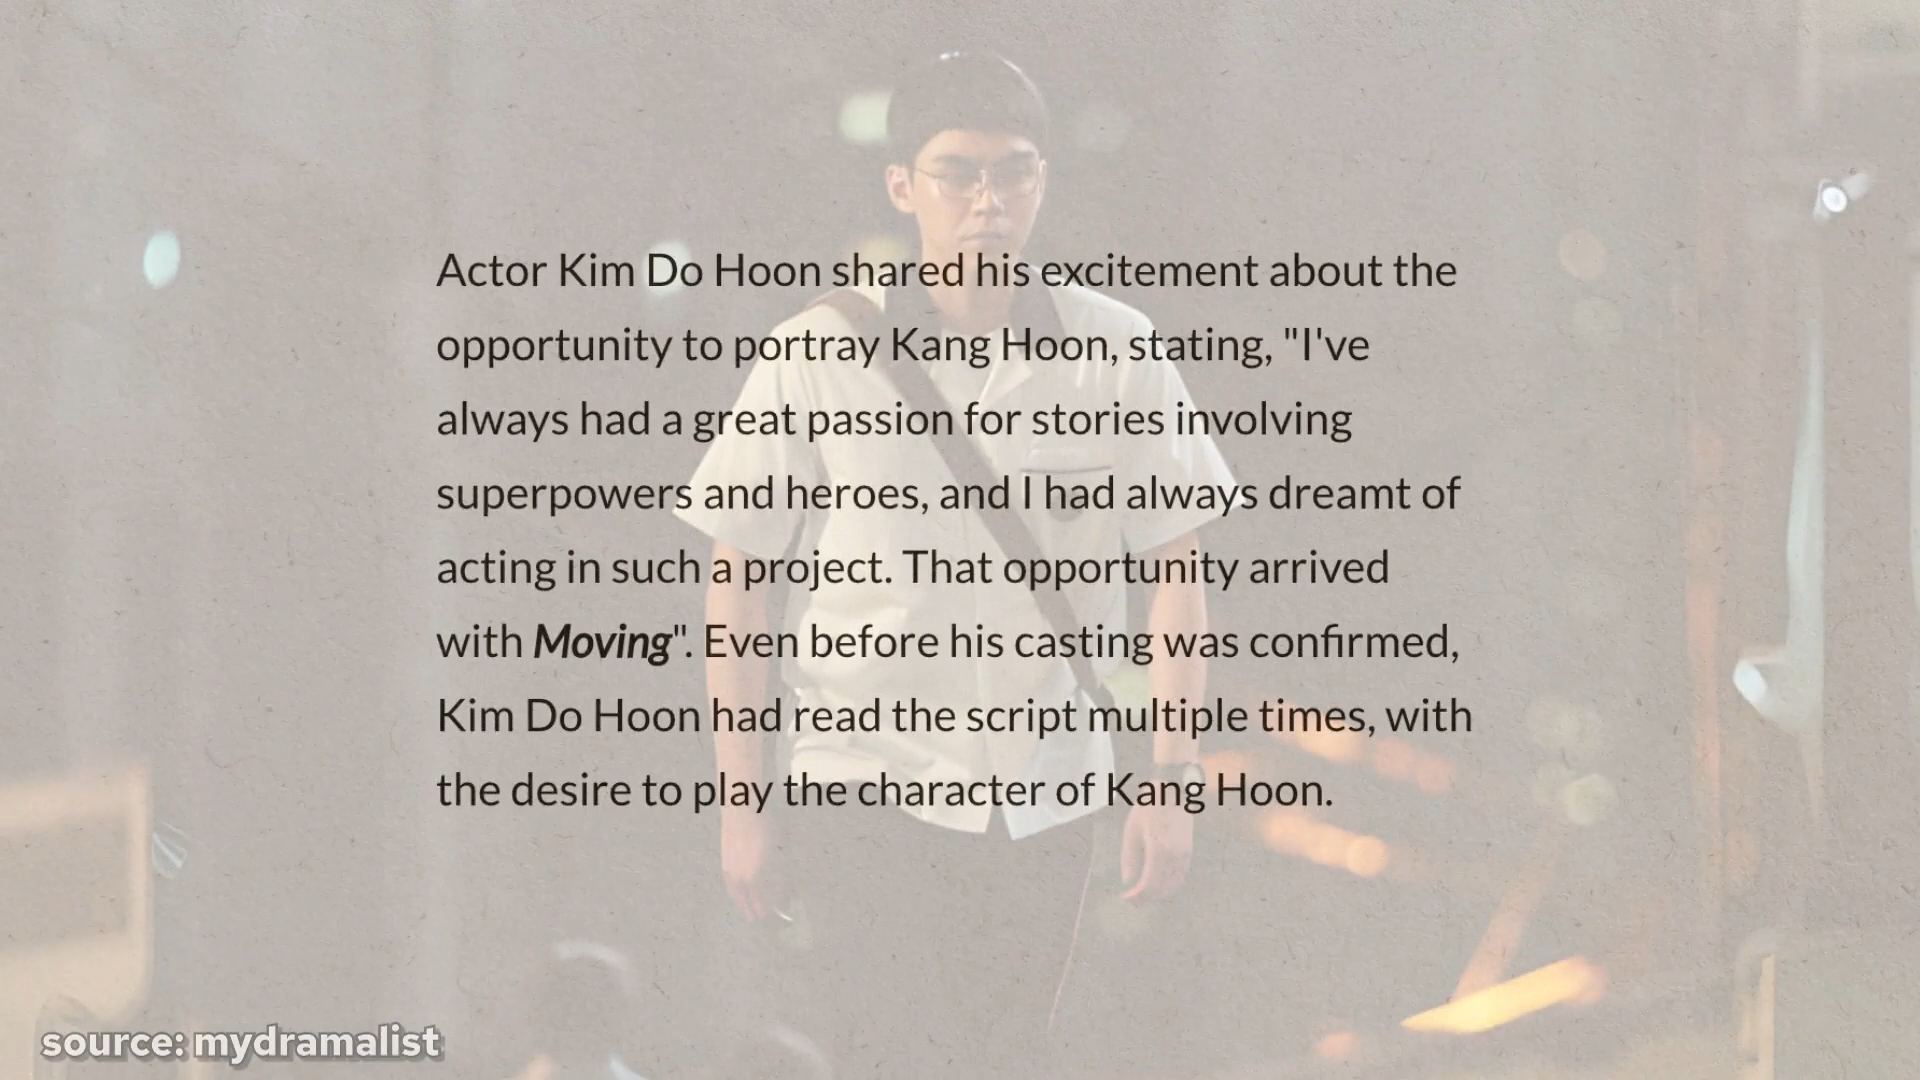 Actor Kim Do Hoon shared his excitement about the
opportunity to portray Kang Hoon, stating, "I've
always had a great passion for stories involving
superpowers and heroes, and I had always dreamt of
acting in such a project. That opportunity arrived
with Moving". Even before his casting was confirmed,
Kim Do Hoon had read the script multiple times, with
the desire to play the character of Kang Hoon.
source: mydramalist